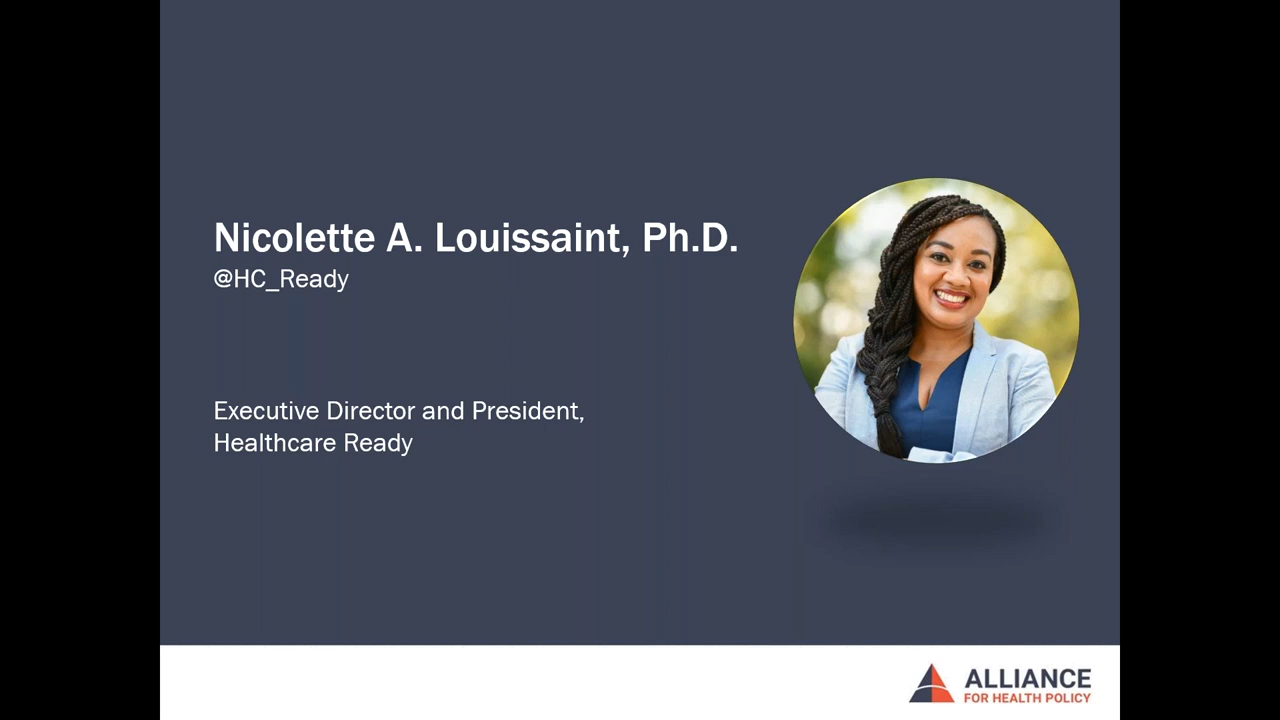 Nicolette A. Louissaint, Ph.D.
@HC_Ready
Executive Director and President,
Healthcare Ready
ALLIANCE
FOR HEALTH POLICY